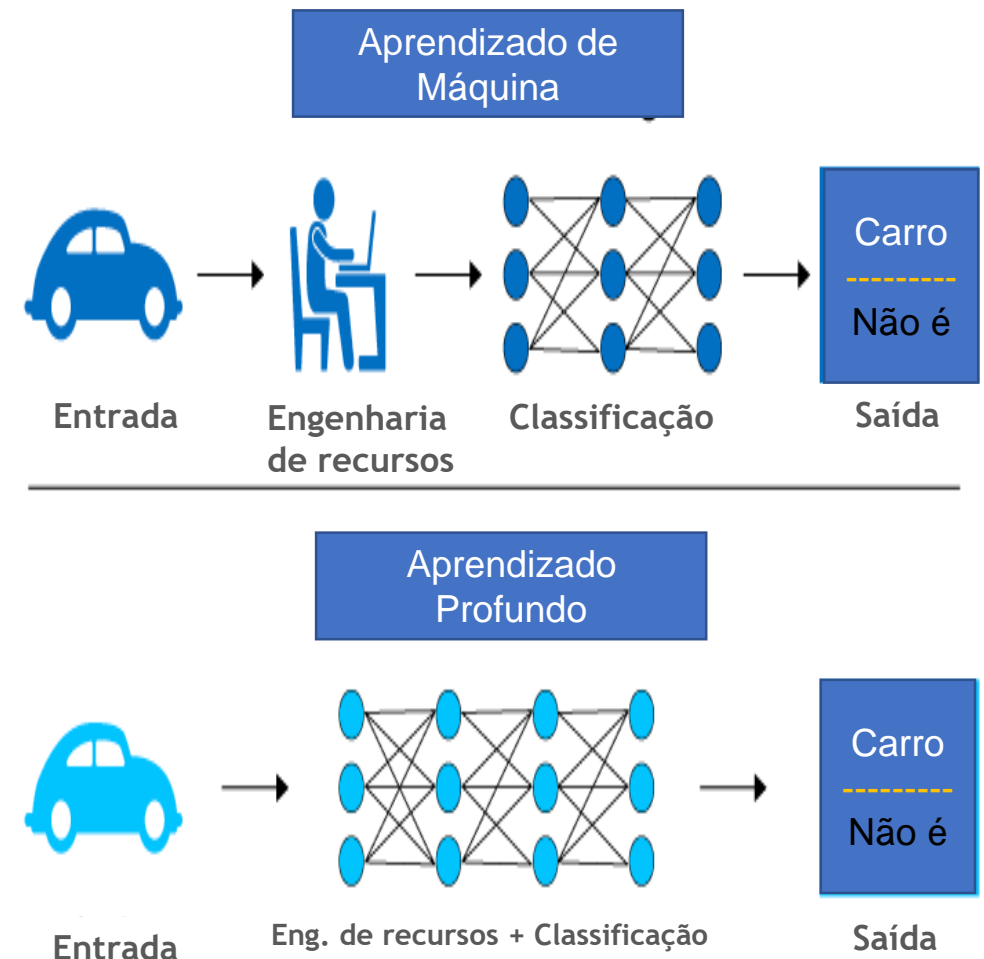 Aprendizado de
Máquina
Carro
---------
Não é
Entrada
Engenharia
de recursos
Classificação
Saída
Aprendizado
Profundo
Carro
---------
Não é
Entrada
Eng. de recursos + Classificação
Saída